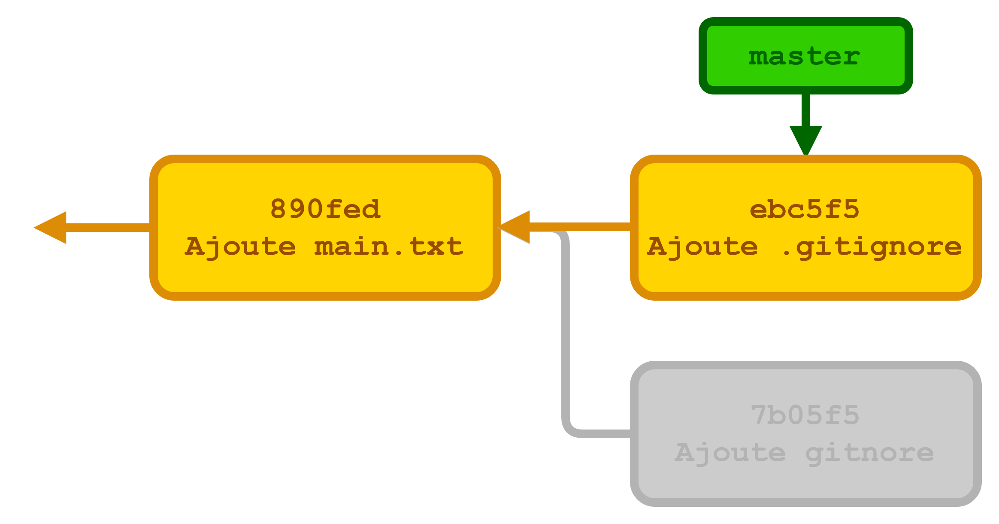 master
890fed
Ajoute main.txt
ebc5f5
Ajoute .gitignore
7b05f5
Ajoute gitnore